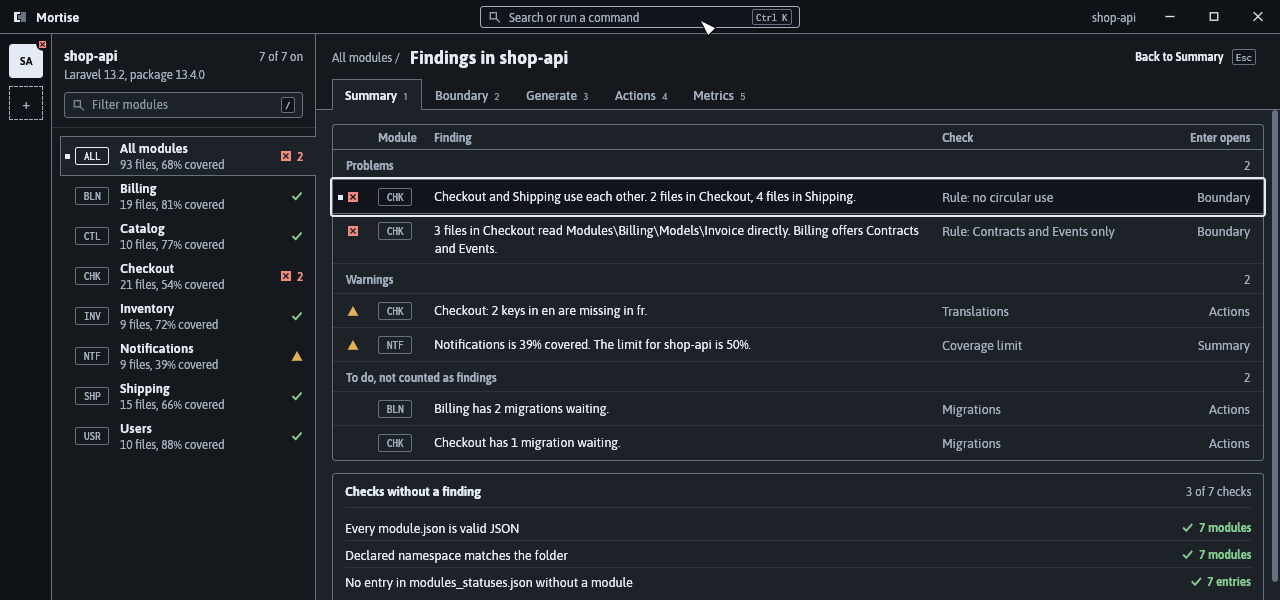 Mortise
Search or run a command
Ctrl K
shop-api
SA
+
shop-api
7 of 7 on
Laravel 13.2, package 13.4.0
Filter modules
/
ALL
All modules
93 files, 68% covered
2
BLN
Billing
19 files, 81% covered
CTL
Catalog
10 files, 77% covered
CHK
Checkout
21 files, 54% covered
2
INV
Inventory
9 files, 72% covered
NTF
Notifications
9 files, 39% covered
SHP
Shipping
15 files, 66% covered
USR
Users
10 files, 88% covered
All modules /
Findings in shop-api
Back to Summary
Esc
Summary 1
Boundary 2
Generate 3
Actions 4
Metrics 5
Module
Finding
Check
Enter opens
Problems
2
CHK
Checkout and Shipping use each other. 2 files in Checkout, 4 files in Shipping.
Rule: no circular use
Boundary
CHK
3 files in Checkout read Modules\Billing\Models\Invoice directly. Billing offers Contracts
and Events.
Rule: Contracts and Events only
Boundary
Warnings
2
CHK
Checkout: 2 keys in en are missing in fr.
Translations
Actions
NTF
Notifications is 39% covered. The limit for shop-api is 50%.
Coverage limit
Summary
To do, not counted as findings
2
BLN
Billing has 2 migrations waiting.
Migrations
Actions
CHK
Checkout has 1 migration waiting.
Migrations
Actions
Checks without a finding
3 of 7 checks
Every module.json is valid JSON
7 modules
Declared namespace matches the folder
7 modules
No entry in modules_statuses.json without a module
7 entries